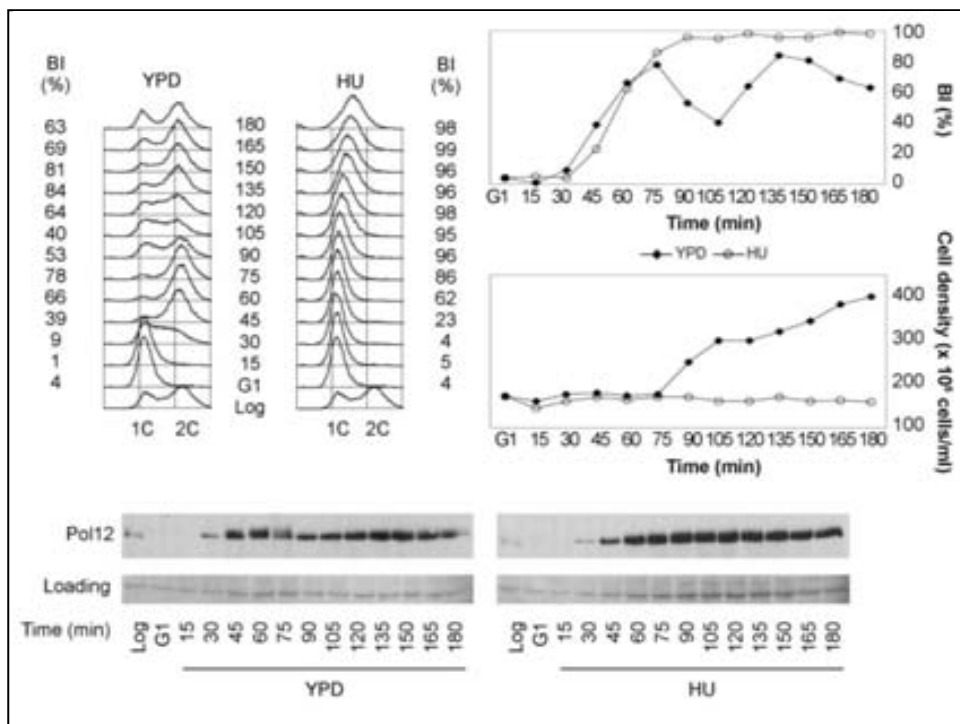 BI
(%)
YPD
HU
BI
(%)
63 180 98
69 165 99
81 150 96
84 135 96
64 120 98
40 105 95
53 90 96
78 75 86
66 60 62
39 45 23
9 30 4
1 15 5
4 G1 4
Log
1C 2C 1C 2C
100
80
60
40
20
0
BI (%)
G1 15 30 45 60 75 90 105 120 135 150 165 180
Time (min)
YPD HU
400
300
200
100
Cell density (x 10⁵ cells/ml)
G1 15 30 45 60 75 90 105 120 135 150 165 180
Time (min)
Pol12
Loading
Time (min) Log G1 15 30 45 60 75 90 105 120 135 150 165 180 Log G1 15 30 45 60 75 90 105 120 135 150 165 180
YPD HU